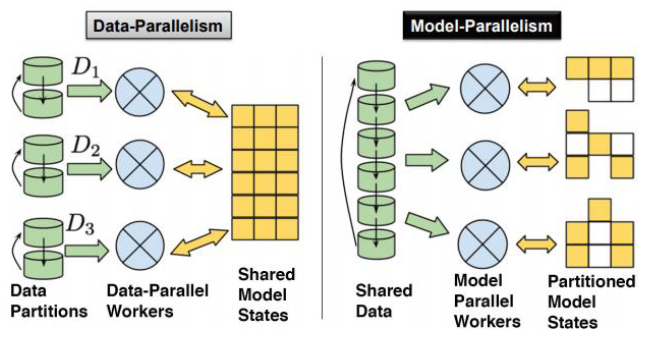 Data-Parallelism
D1
D2
D3
Data
Partitions
Data-Parallel
Workers
Shared
Model
States
Model-Parallelism
Shared
Data
Model
Parallel
Workers
Partitioned
Model
States